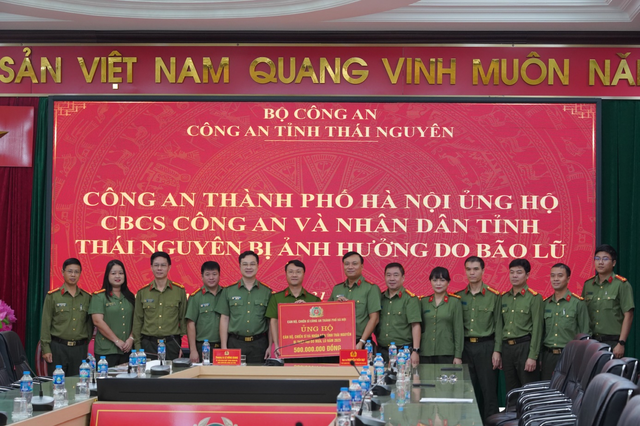 SẢN VIỆT NAM QUANG VINH MUÔN NĂM
BỘ CÔNG AN
CÔNG AN TỈNH THÁI NGUYÊN
CÔNG AN THÀNH PHỐ HÀ NỘI ỦNG HỘ
CBCS CÔNG AN VÀ NHÂN DÂN TỈNH
THÁI NGUYÊN BỊ ẢNH HƯỞNG DO BÃO LŨ
ỦNG HỘ
500.000.000 ĐỒNG